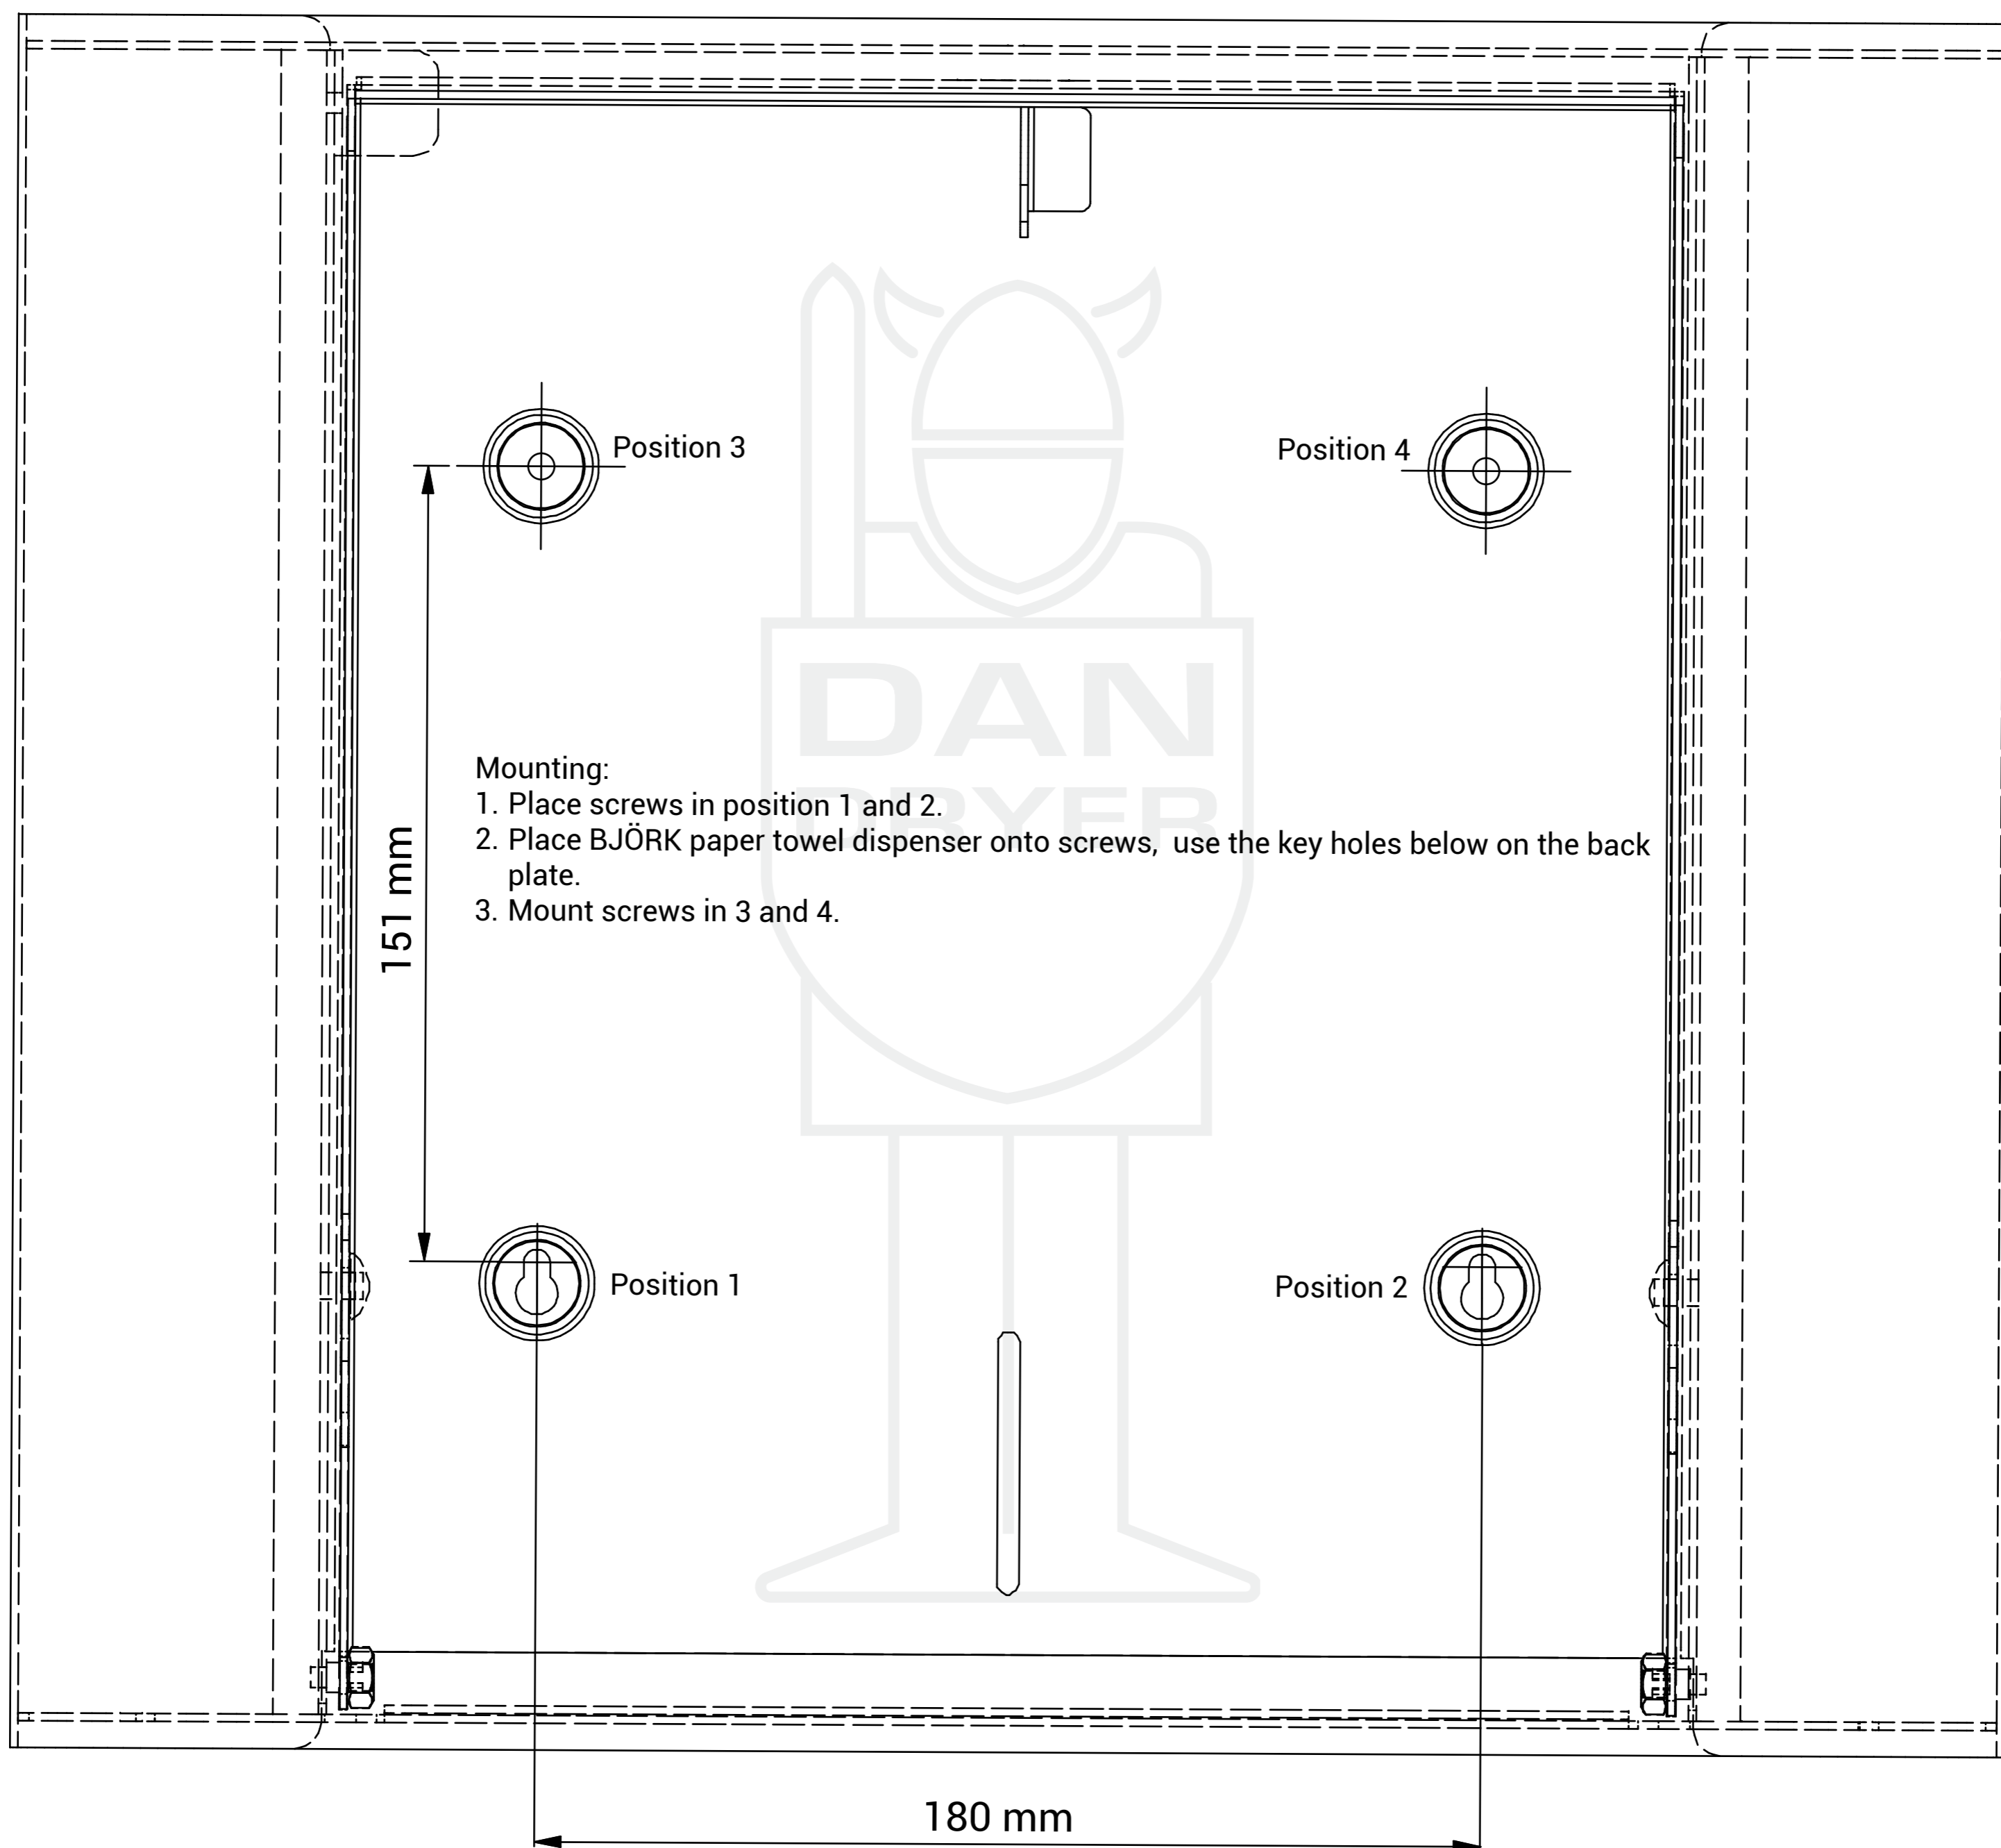 Position 3
Position 4
DAN
DRYER
Mounting:
1. Place screws in position 1 and 2.
2. Place BJÖRK paper towel dispenser onto screws,  use the key holes below on the back
plate.
3. Mount screws in 3 and 4.
151 mm
Position 1
Position 2
180 mm